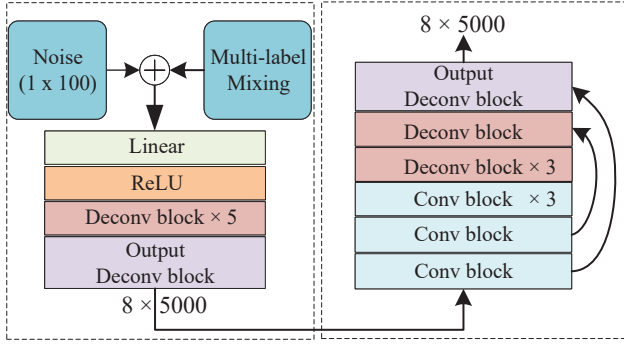 Noise
(1 x 100)
Multi-label
Mixing
Linear
ReLU
Deconv block × 5
Output
Deconv block
8 × 5000
8 × 5000
Output
Deconv block
Deconv block
Deconv block × 3
Conv block × 3
Conv block
Conv block